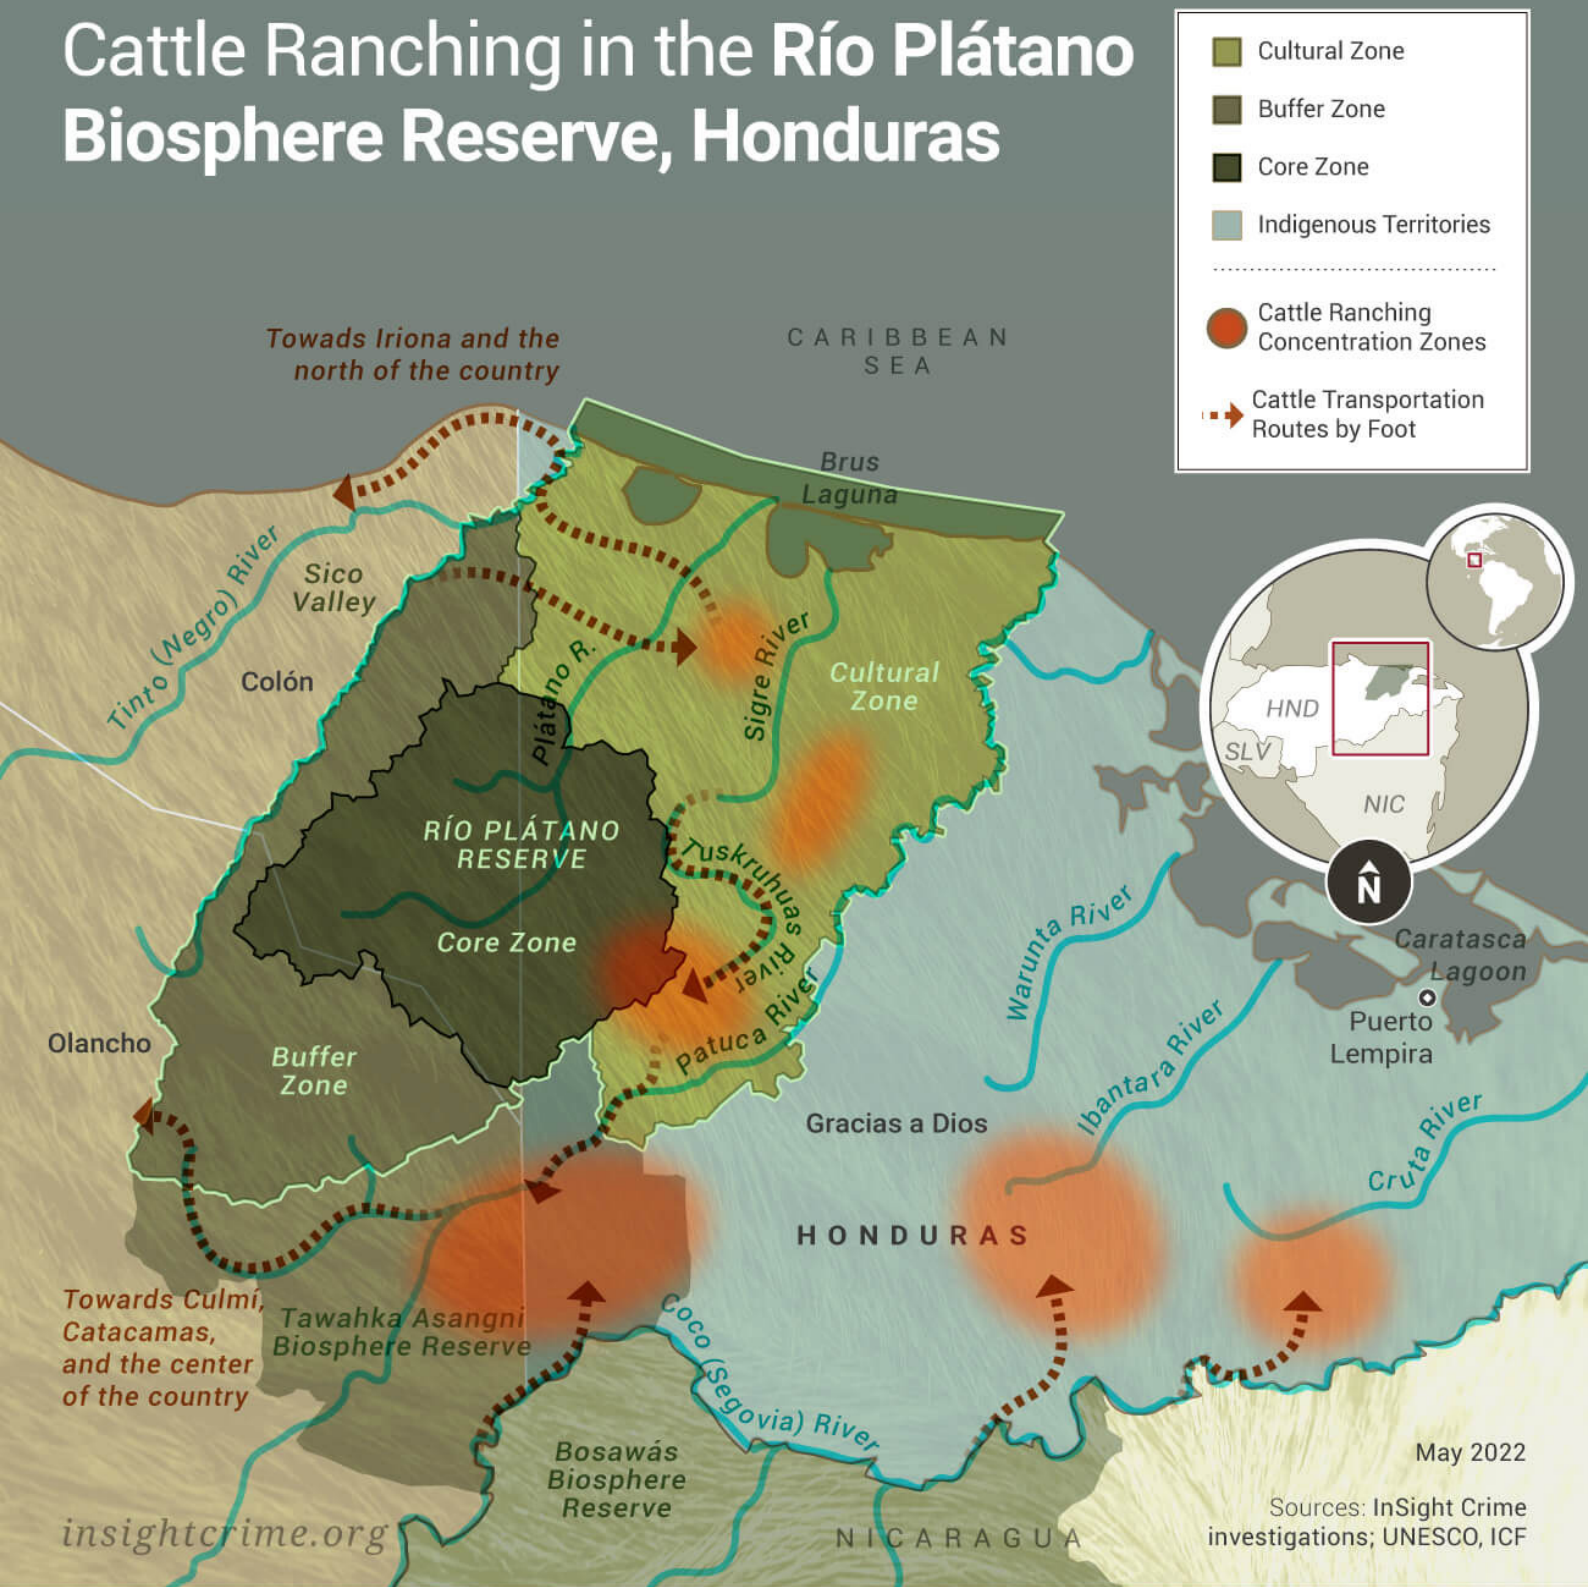 Cattle Ranching in the Río Plátano
Biosphere Reserve, Honduras
Cultural Zone
Buffer Zone
Core Zone
Indigenous Territories
Cattle Ranching
Concentration Zones
Cattle Transportation
Routes by Foot
Towads Iriona and the
north of the country
CARIBBEAN
SEA
Brus
Laguna
Tinto (Negro) River
Sico
Valley
Colón
Plátano R.
Sigre River
Cultural
Zone
HND
SLV
NIC
N
RÍO PLÁTANO
RESERVE
Core Zone
Tuskruhuas River
Patuca River
Warunta River
Ibantara River
Caratasca
Lagoon
Puerto
Lempira
Cruta River
Olancho
Buffer
Zone
Gracias a Dios
HONDURAS
Towards Culmí,
Catacamas,
and the center
of the country
Tawahka Asangni
Biosphere Reserve
Coco (Segovia) River
Bosawás
Biosphere
Reserve
NICARAGUA
May 2022
Sources: InSight Crime
investigations; UNESCO, ICF
insightcrime.org